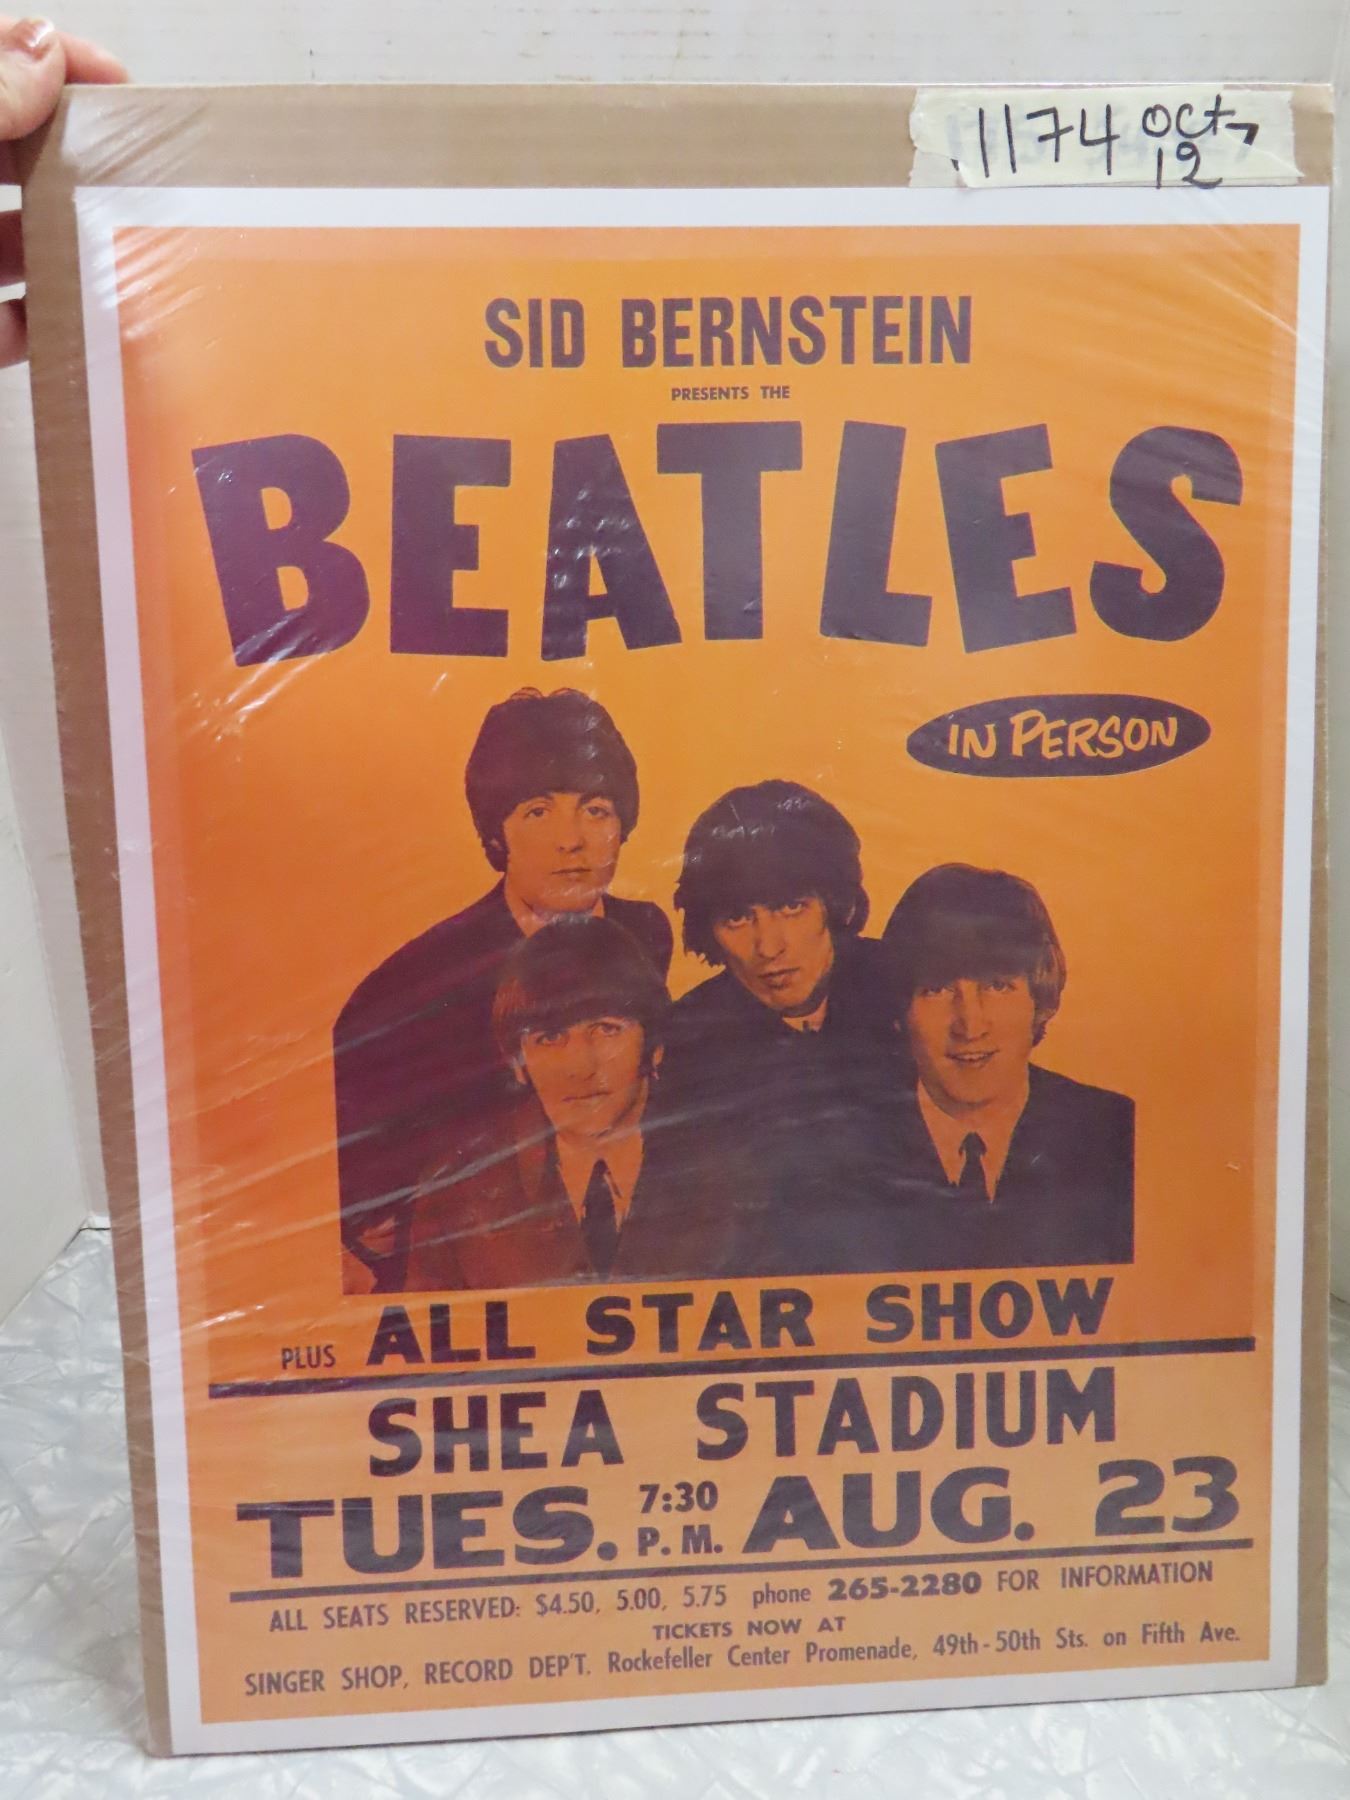 1174 oct
12
SID BERNSTEIN
PRESENTS THE
BEATLES
IN PERSON
PLUS ALL STAR SHOW
SHEA STADIUM
TUES. 7:30 P.M. AUG. 23
ALL SEATS RESERVED: $4.50, 5.00, 5.75 phone 265-2280 FOR INFORMATION
TICKETS NOW AT
SINGER SHOP, RECORD DEP'T. Rockefeller Center Promenade, 49th-50th Sts. on Fifth Ave.